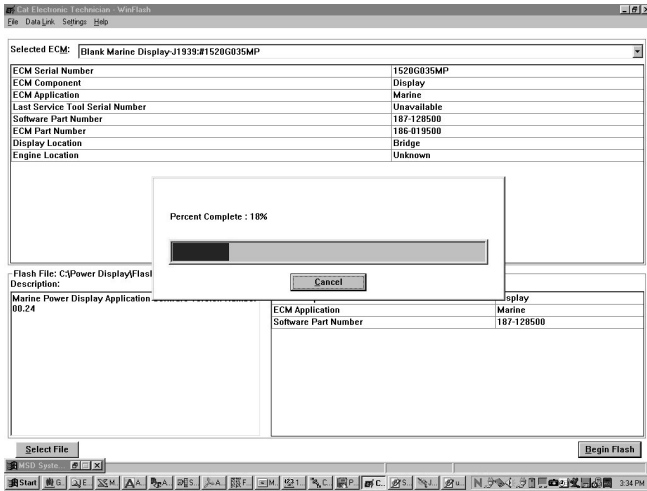 Cat Electronic Technician - WinFlash
File Data Link Settings Help
Selected ECM: Blank Marine Display-J1939:#1520G035MP
ECM Serial Number 1520G035MP
ECM Component Display
ECM Application Marine
Last Service Tool Serial Number Unavailable
Software Part Number 187-128500
ECM Part Number 186-019500
Display Location Bridge
Engine Location Unknown
Percent Complete : 18%
Cancel
Flash File: C:\Power Display\Flas
Description:
Marine Power Display Application
00.24
ECM Application Marine
Software Part Number 187-128500
Select File Begin Flash
MSD Syste...
Start 3:34 PM